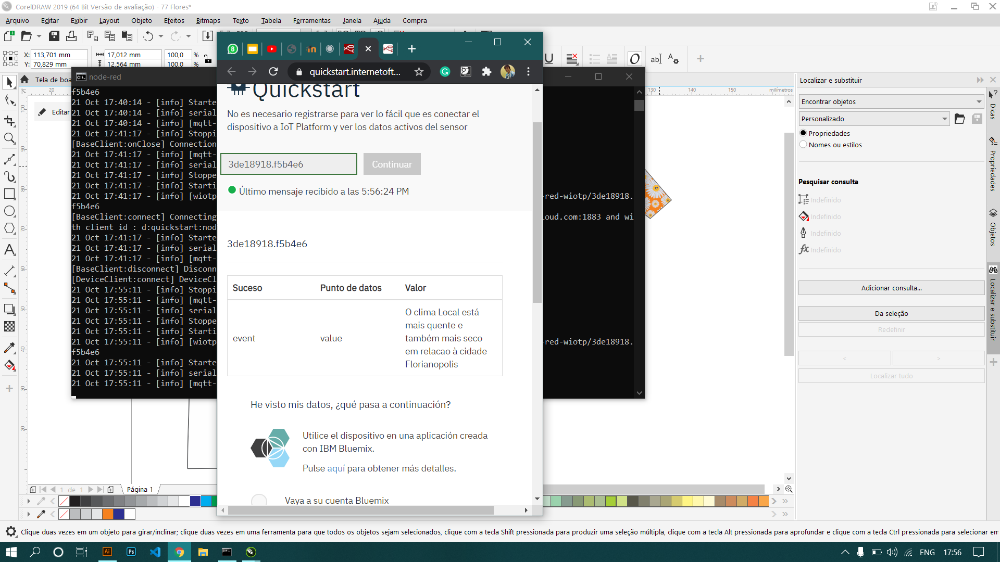 CorelDRAW 2019 (64 Bit Versão de avaliação) - 77 Flores*
Arquivo Editar Exibir Layout Objeto Efeitos Bitmaps Texto Tabela Ferramentas Janela Ajuda Compra
X: 113,701 mm 17,012 mm 100,0 %
Y: 70,829 mm 12,564 mm 100,0 %
quickstart.internetoft...
Tela de boa
node-red
Editar
f5b4e6
21 Oct 17:40:14 - [info] Starte
21 Oct 17:40:14 - [info] serial
21 Oct 17:40:14 - [info] [mqtt-
21 Oct 17:41:17 - [info] Stoppi
[BaseClient:onClose] Connection
21 Oct 17:41:17 - [info] [mqtt-
21 Oct 17:41:17 - [info] serial
21 Oct 17:41:17 - [info] Stoppe
21 Oct 17:41:17 - [info] Starti
21 Oct 17:41:17 - [info] [wiotp -red-wiotp/3de18918.
f5b4e6
[BaseClient:connect] Connecting oud.com:1883 and wi
th client id : d:quickstart:nod
21 Oct 17:41:17 - [info] Starte
21 Oct 17:41:17 - [info] serial
21 Oct 17:41:17 - [info] [mqtt-
[BaseClient:disconnect] Disconn
[DeviceClient:connect] DeviceCl
21 Oct 17:55:11 - [info] Stoppi
21 Oct 17:55:11 - [info] [mqtt-
21 Oct 17:55:11 - [info] serial
21 Oct 17:55:11 - [info] Stoppe
21 Oct 17:55:11 - [info] Starti
21 Oct 17:55:11 - [info] [wiotp -red-wiotp/3de18918.
f5b4e6
21 Oct 17:55:11 - [info] Starte
21 Oct 17:55:11 - [info] serial
21 Oct 17:55:11 - [info] [mqtt-
Quickstart
No es necesario registrarse para ver lo fácil que es conectar el
dispositivo a IoT Platform y ver los datos activos del sensor
3de18918.f5b4e6 Continuar
Último mensaje recibido a las 5:56:24 PM
3de18918.f5b4e6
Suceso Punto de datos Valor
event value O clima Local está
mais quente e
também mais seco
em relacao à cidade
Florianopolis
He visto mis datos, ¿qué pasa a continuación?
Utilice el dispositivo en una aplicación creada
con IBM Bluemix.
Pulse aquí para obtener más detalles.
Vaya a su cuenta Bluemix
130 140 150 milímetros
Localizar e substituir
Encontrar objetos
Personalizado
Propriedades
Nomes ou estilos
Pesquisar consulta
Indefinido
Indefinido
Indefinido
Indefinido
Adicionar consulta...
Da seleção
Redefinir
< >
Localizar tudo
Dicas
Propriedades
Objetos
Localizar e substituir
1 de 1 Página 1
Clique duas vezes em um objeto para girar/inclinar; clique duas vezes em uma ferramenta para que todos os objetos sejam selecionados, clique com a tecla Shift pressionada para produzir uma seleção múltipla, clique com a tecla Alt pressionada para aprofundar e clique com a tecla Ctrl pressionada para selecionar em
ENG 17:56